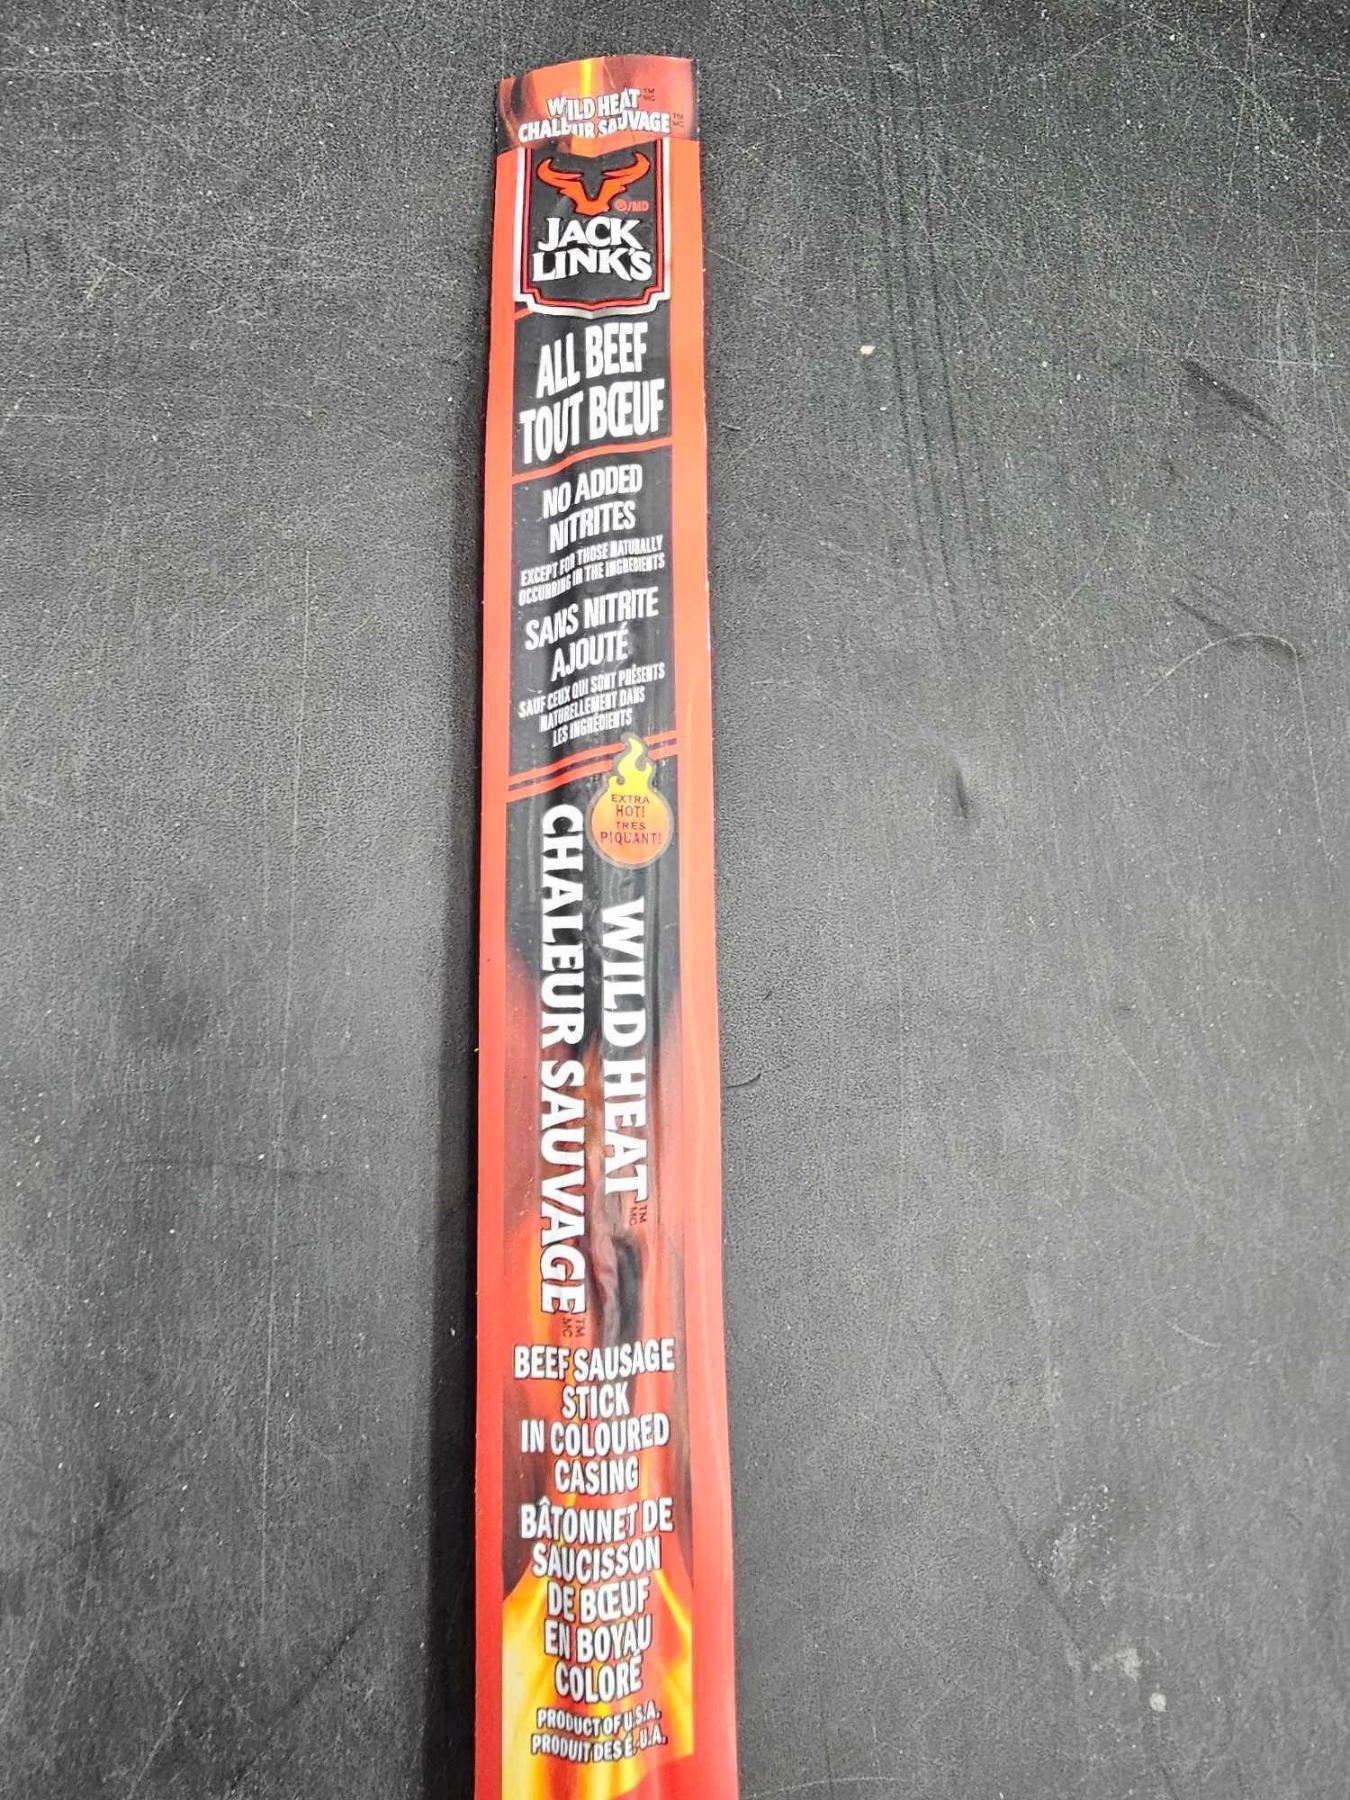 WILD HEAT™ MC
CHALEUR SAUVAGE™ MC
®/MD
JACK
LINK'S
ALL BEEF
TOUT BŒUF
NO ADDED
NITRITES
EXCEPT FOR THOSE NATURALLY
OCCURRING IN THE INGREDIENTS
SANS NITRITE
AJOUTÉ
SAUF CEUX QUI SONT PRÉSENTS
NATURELLEMENT DANS
LES INGRÉDIENTS
EXTRA
HOT!
TRÈS
PIQUANT!
WILD HEAT™ MC
CHALEUR SAUVAGE™ MC
BEEF SAUSAGE
STICK
IN COLOURED
CASING
BÂTONNET DE
SAUCISSON
DE BŒUF
EN BOYAU
COLORÉ
PRODUCT OF U.S.A.
PRODUIT DES É.-U.A.